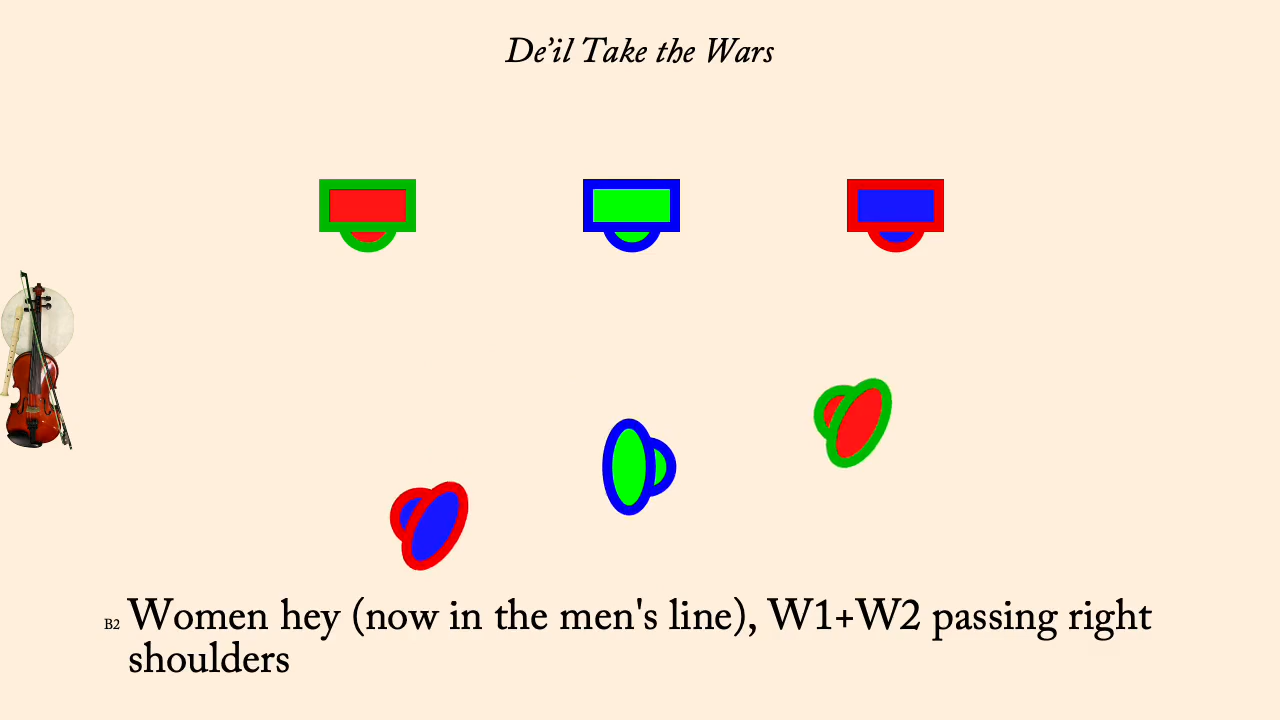 De’il Take the Wars
B2 Women hey (now in the men's line), W1+W2 passing right
shoulders